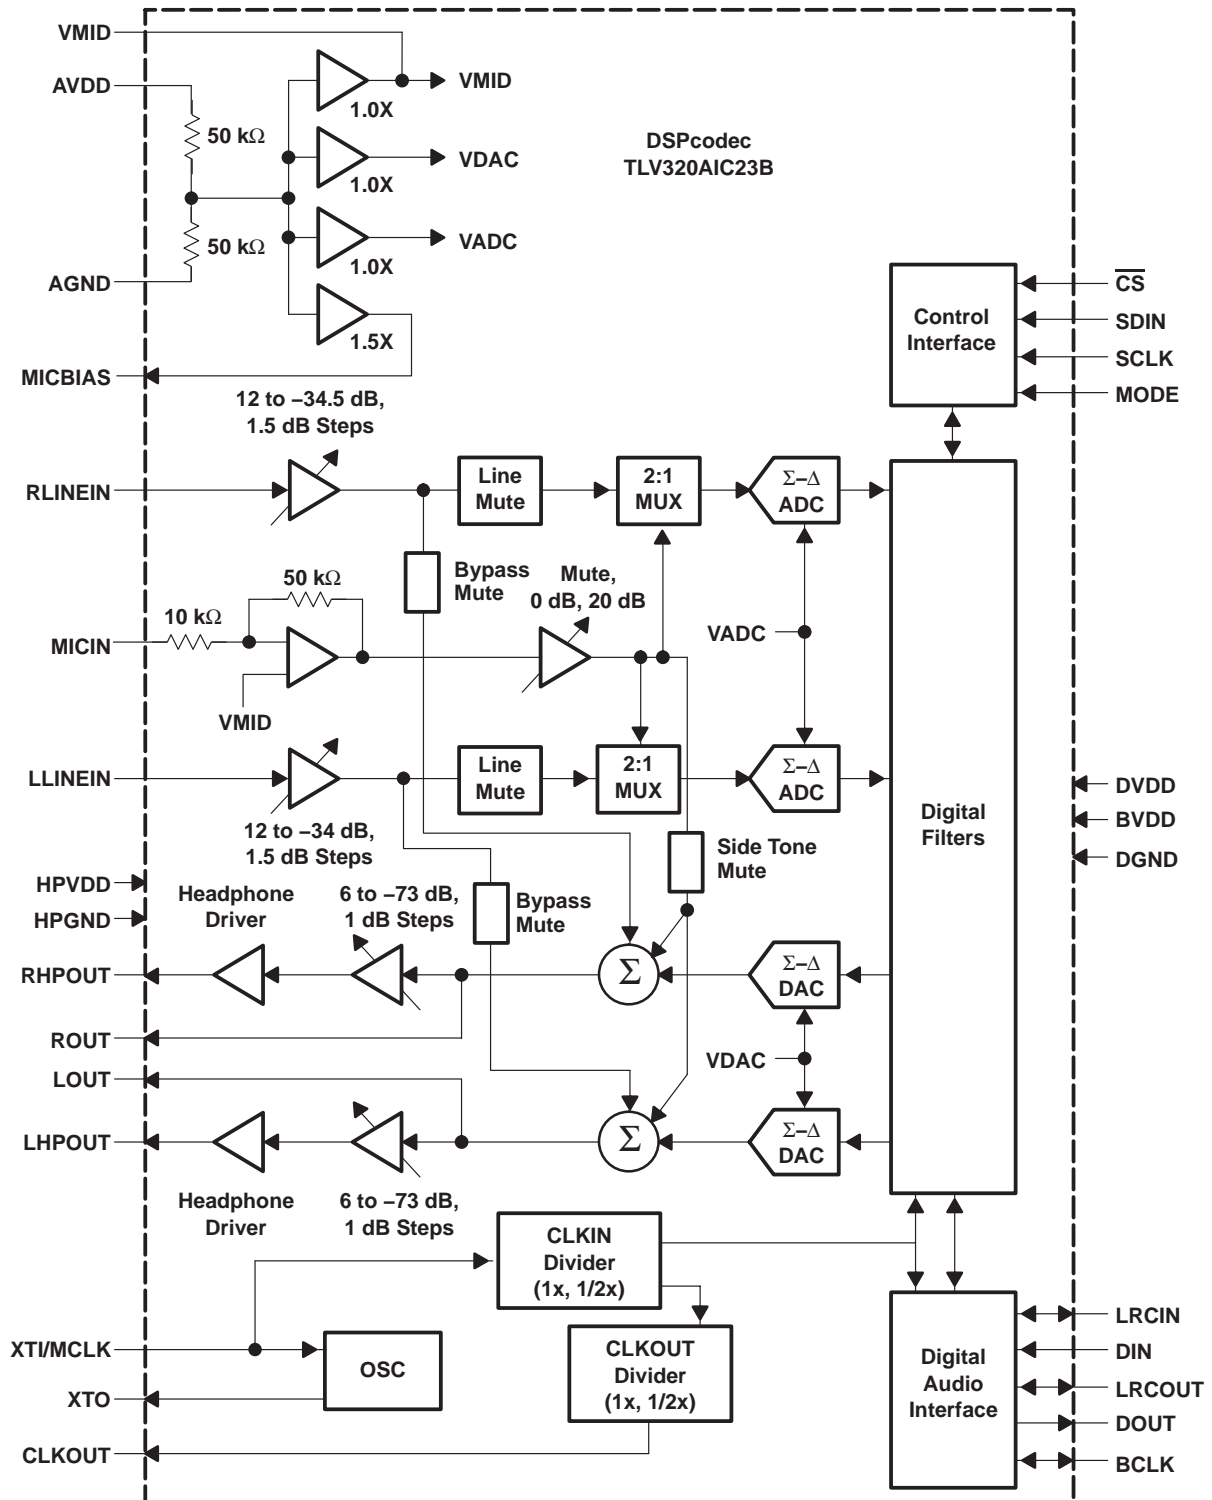 VMID
AVDD
50 kΩ
50 kΩ
AGND
MICBIAS
VMID
1.0X
VDAC
1.0X
VADC
1.0X
1.5X
DSPcodec
TLV320AIC23B
Control
Interface
C̅S̅
SDIN
SCLK
MODE
12 to –34.5 dB,
1.5 dB Steps
RLINEIN
Line
Mute
2:1
MUX
Σ–Δ
ADC
Bypass
Mute
Mute,
0 dB, 20 dB
50 kΩ
10 kΩ
MICIN
VMID
VADC
LLINEIN
Line
Mute
2:1
MUX
Σ–Δ
ADC
12 to –34 dB,
1.5 dB Steps
Digital
Filters
DVDD
BVDD
DGND
Side Tone
Mute
HPVDD
HPGND
Headphone
Driver
6 to –73 dB,
1 dB Steps
Bypass
Mute
RHPOUT
Σ
Σ–Δ
DAC
ROUT
LOUT
VDAC
LHPOUT
Σ
Σ–Δ
DAC
Headphone
Driver
6 to –73 dB,
1 dB Steps
CLKIN
Divider
(1x, 1/2x)
XTI/MCLK
OSC
XTO
CLKOUT
Divider
(1x, 1/2x)
CLKOUT
Digital
Audio
Interface
LRCIN
DIN
LRCOUT
DOUT
BCLK